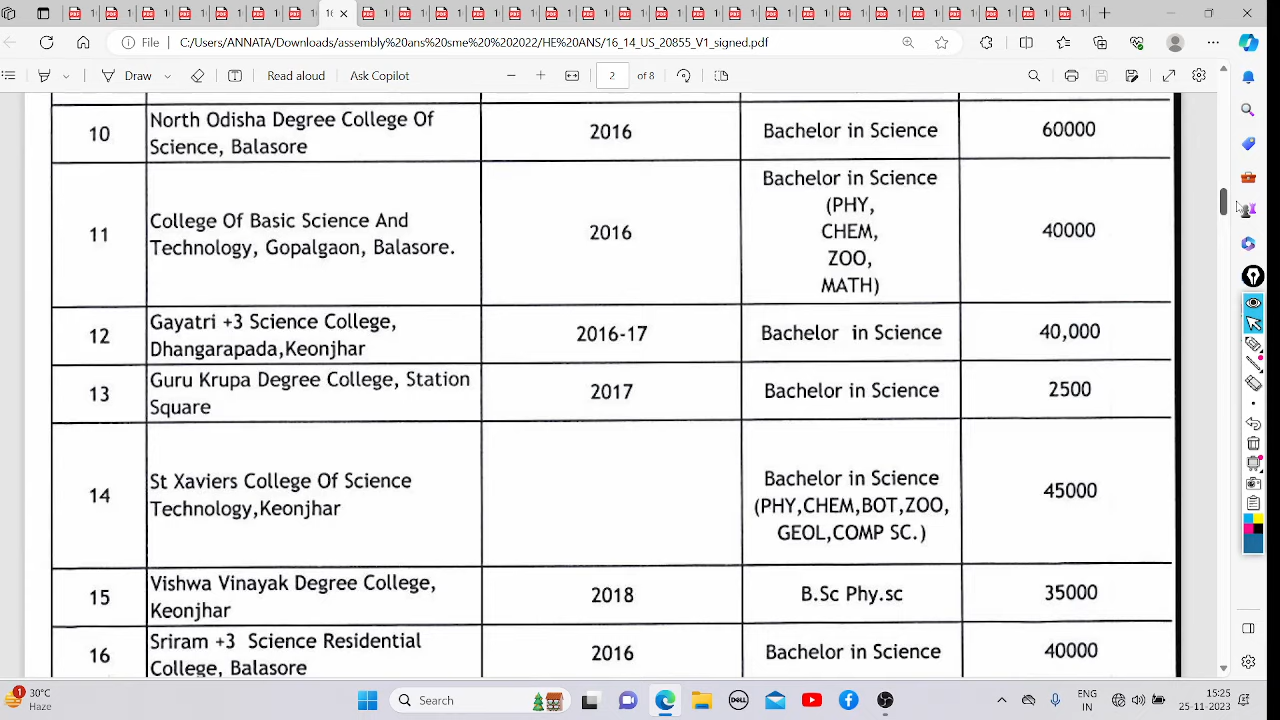 16
File
C:/Users/ANNATA/Downloads/assembly%20ans%20sme%202022/HE%20ANS/16_14_US_20855_V1_signed.pdf
Draw
Read aloud
Ask Copilot
2
of 8
10
North Odisha Degree College Of
Science, Balasore
2016
Bachelor in Science
60000
11
College Of Basic Science And
Technology, Gopalgaon, Balasore.
2016
Bachelor in Science
(PHY,
CHEM,
ZOO,
MATH)
40000
12
Gayatri +3 Science College,
Dhangarapada,Keonjhar
2016-17
Bachelor in Science
40,000
13
Guru Krupa Degree College, Station
Square
2017
Bachelor in Science
2500
14
St Xaviers College Of Science
Technology,Keonjhar
Bachelor in Science
(PHY,CHEM,BOT,ZOO,
GEOL,COMP SC.)
45000
15
Vishwa Vinayak Degree College,
Keonjhar
2018
B.Sc Phy.sc
35000
16
Sriram +3 Science Residential
College, Balasore
2016
Bachelor in Science
40000
1
30°C
Haze
Search
DELL
ENG
IN
15:25
25-11-2023